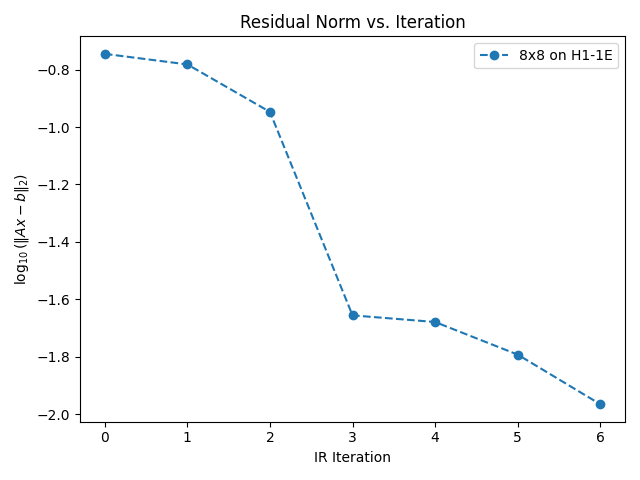 Residual Norm vs. Iteration
8x8 on H1-1E
log₁₀(‖Ax − b‖₂)
−0.8
−1.0
−1.2
−1.4
−1.6
−1.8
−2.0
0 1 2 3 4 5 6
IR Iteration